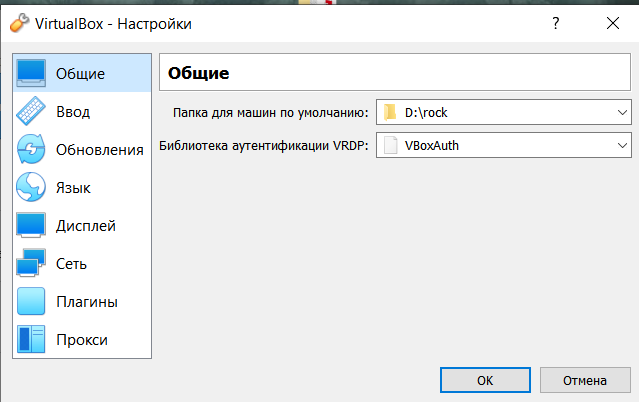 VirtualBox - Настройки
Общие
Ввод
Обновления
Язык
Дисплей
Сеть
Плагины
Прокси
Общие
Папка для машин по умолчанию: D:\rock
Библиотека аутентификации VRDP: VBoxAuth
OK Отмена